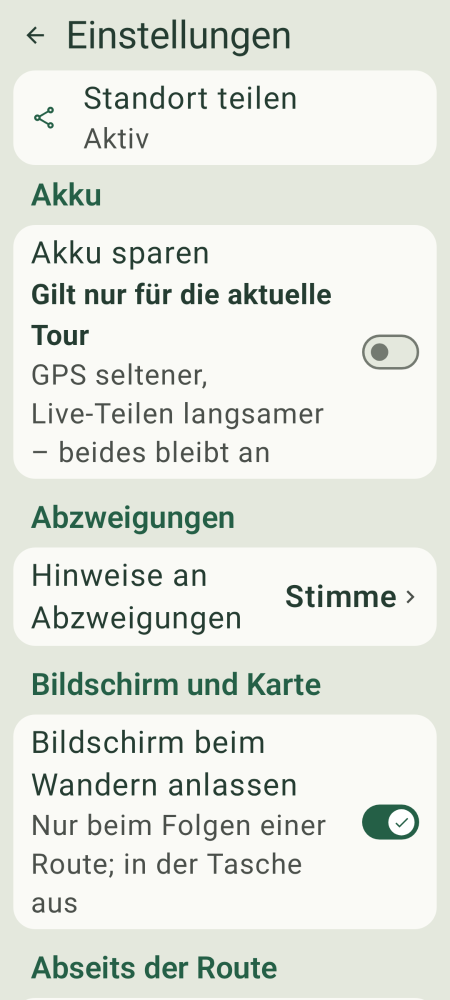 Einstellungen
Standort teilen
Aktiv
Akku
Akku sparen
Gilt nur für die aktuelle
Tour
GPS seltener,
Live-Teilen langsamer
– beides bleibt an
Abzweigungen
Hinweise an
Abzweigungen
Stimme
Bildschirm und Karte
Bildschirm beim
Wandern anlassen
Nur beim Folgen einer
Route; in der Tasche
aus
Abseits der Route